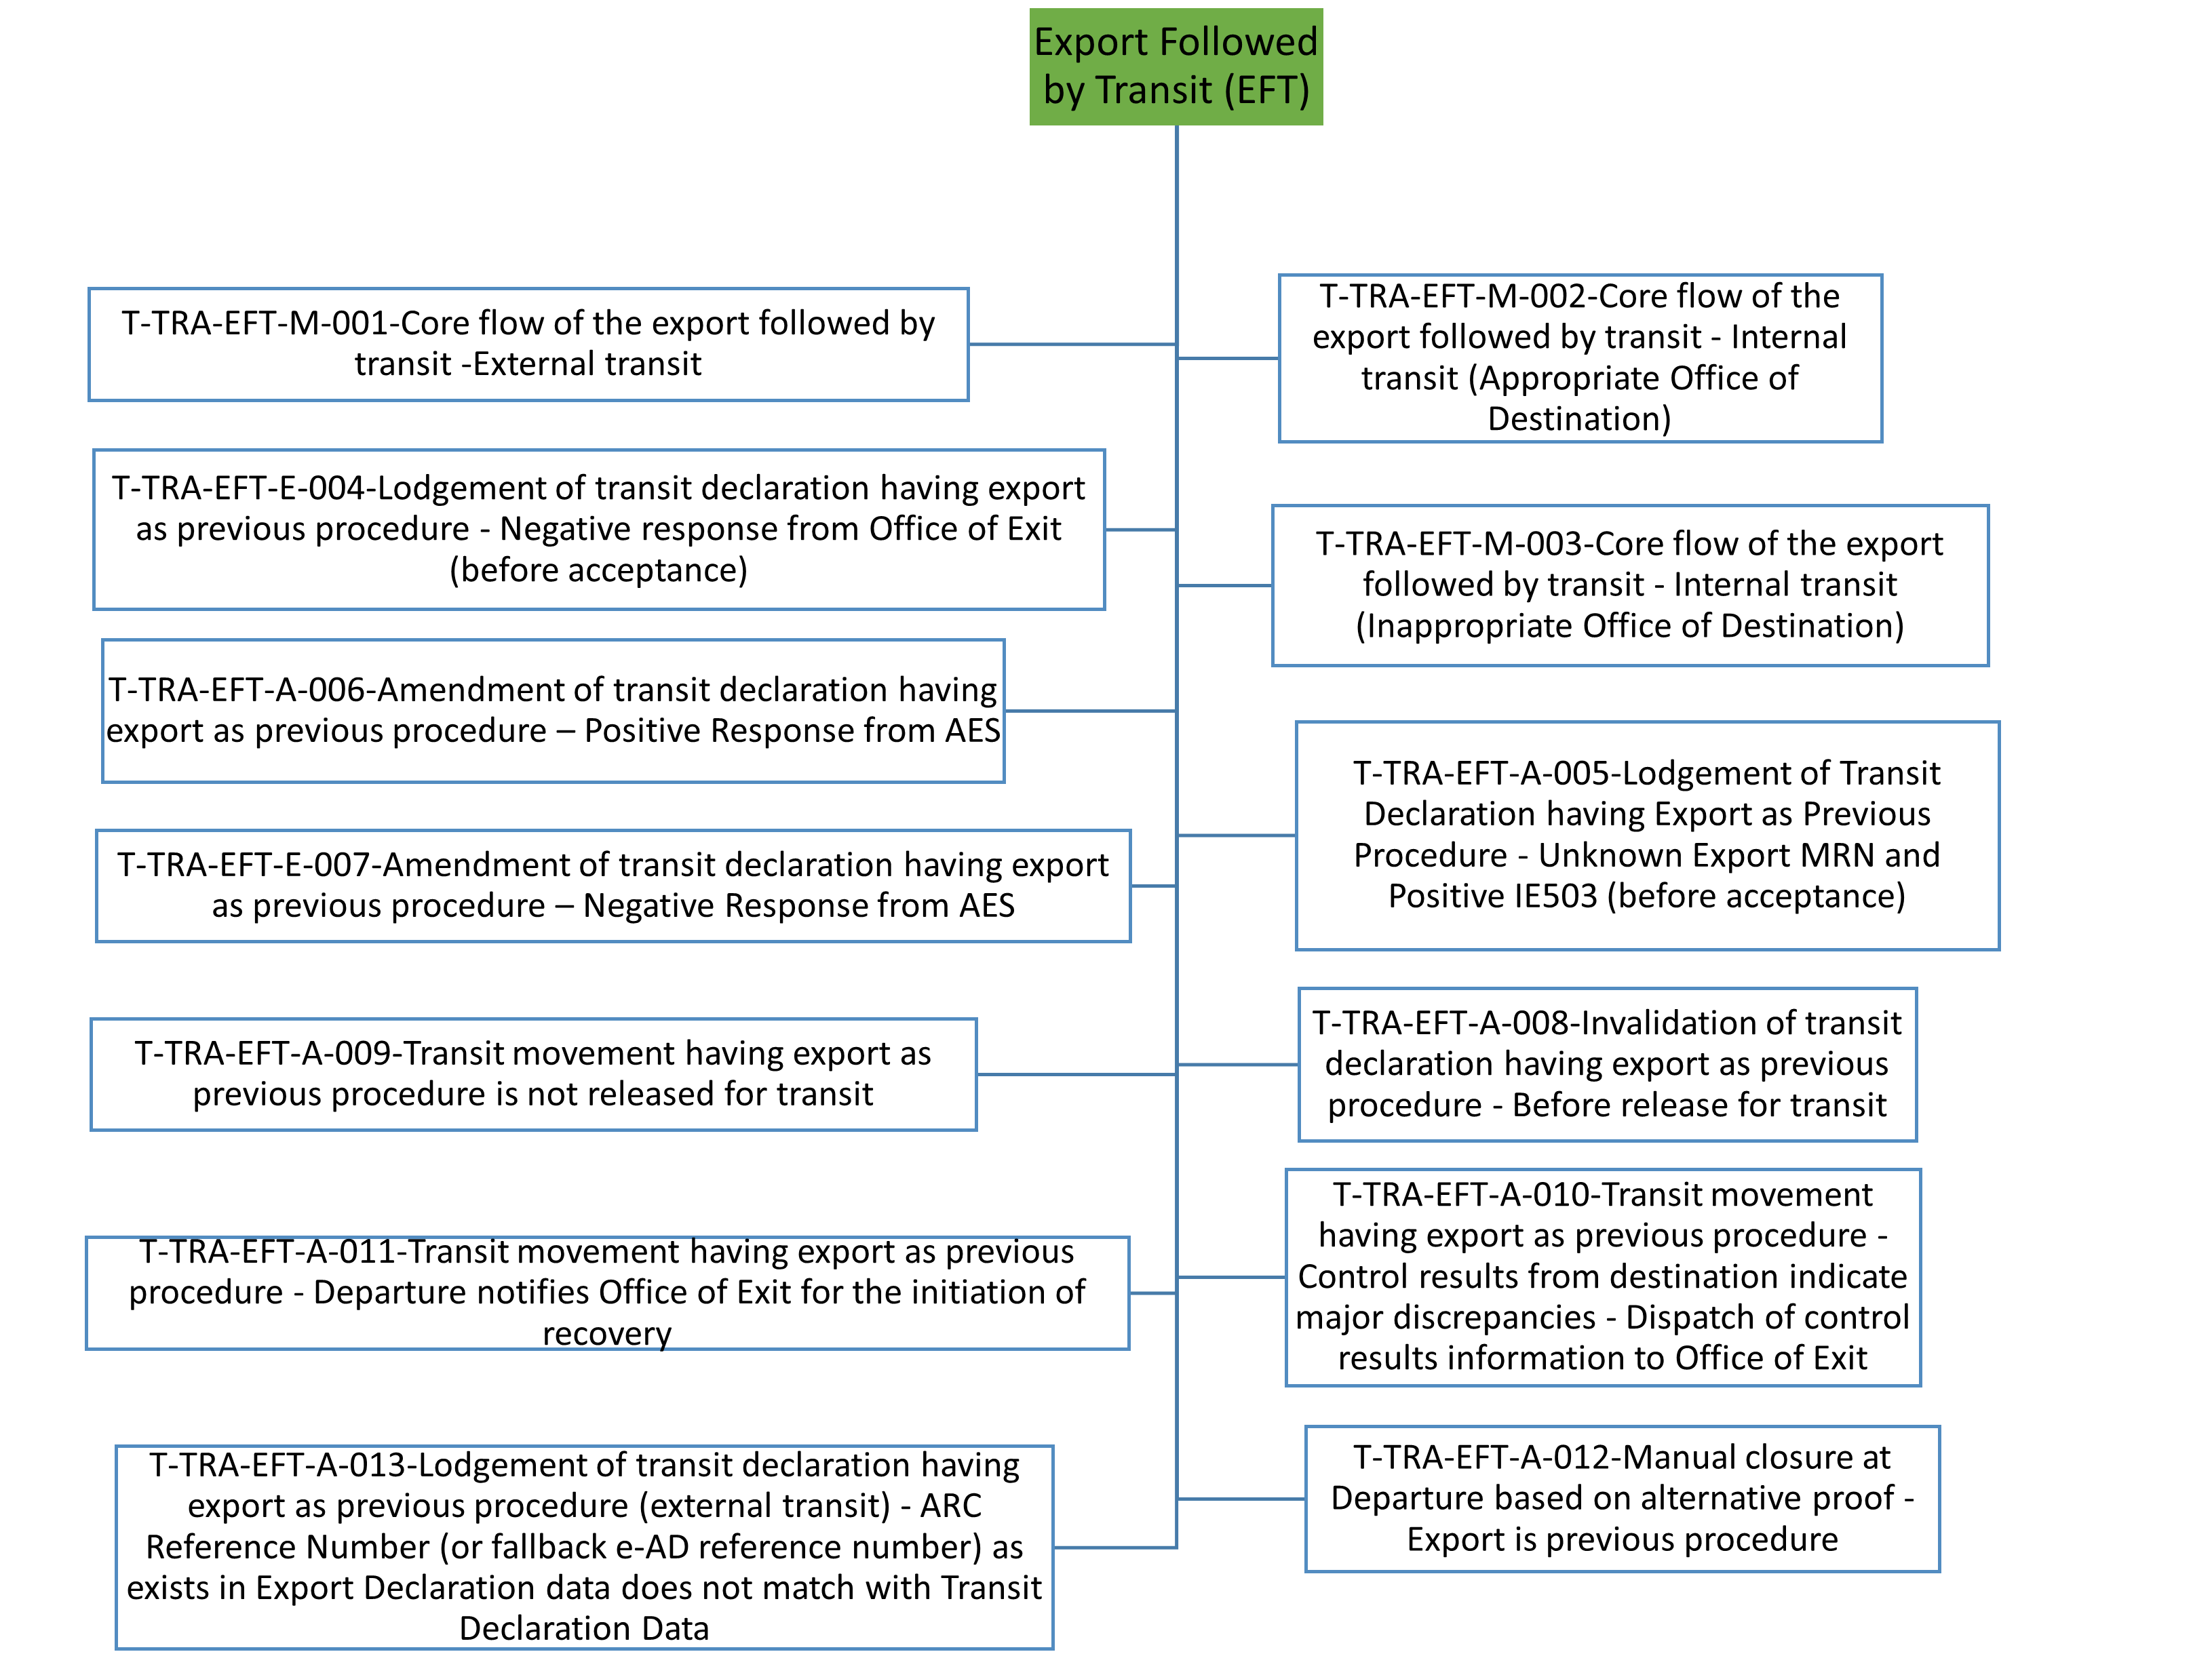 Export Followed
by Transit (EFT)
T-TRA-EFT-M-001-Core flow of the export followed by
transit -External transit
T-TRA-EFT-M-002-Core flow of the
export followed by transit - Internal
transit (Appropriate Office of
Destination)
T-TRA-EFT-E-004-Lodgement of transit declaration having export
as previous procedure - Negative response from Office of Exit
(before acceptance)
T-TRA-EFT-M-003-Core flow of the export
followed by transit - Internal transit
(Inappropriate Office of Destination)
T-TRA-EFT-A-006-Amendment of transit declaration having
export as previous procedure – Positive Response from AES
T-TRA-EFT-A-005-Lodgement of Transit
Declaration having Export as Previous
Procedure - Unknown Export MRN and
Positive IE503 (before acceptance)
T-TRA-EFT-E-007-Amendment of transit declaration having export
as previous procedure – Negative Response from AES
T-TRA-EFT-A-008-Invalidation of transit
declaration having export as previous
procedure - Before release for transit
T-TRA-EFT-A-009-Transit movement having export as
previous procedure is not released for transit
T-TRA-EFT-A-010-Transit movement
having export as previous procedure -
Control results from destination indicate
major discrepancies - Dispatch of control
results information to Office of Exit
T-TRA-EFT-A-011-Transit movement having export as previous
procedure - Departure notifies Office of Exit for the initiation of
recovery
T-TRA-EFT-A-012-Manual closure at
Departure based on alternative proof -
Export is previous procedure
T-TRA-EFT-A-013-Lodgement of transit declaration having
export as previous procedure (external transit) - ARC
Reference Number (or fallback e-AD reference number) as
exists in Export Declaration data does not match with Transit
Declaration Data